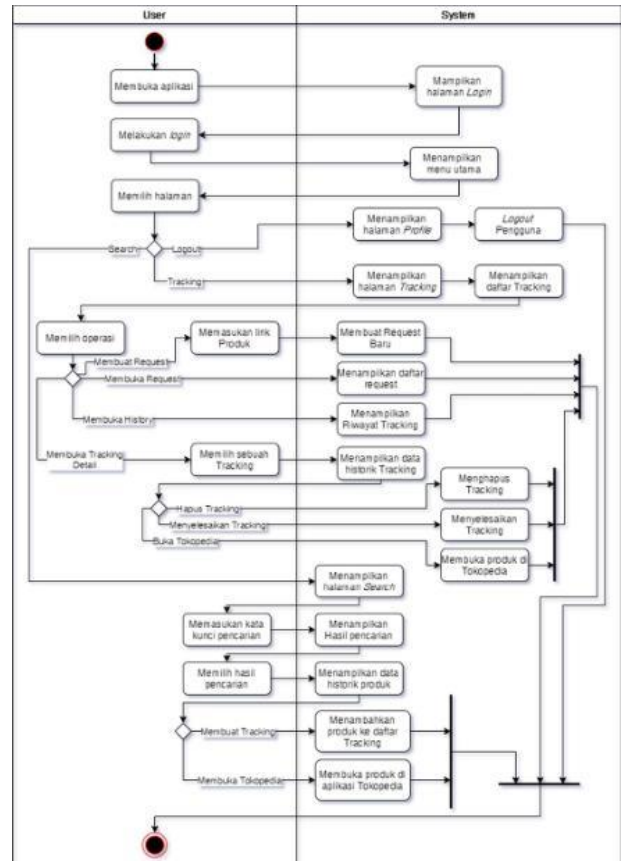 User
System
Membuka aplikasi
Mampilkan
halaman Login
Melakukan login
Menampilkan
menu utama
Memilih halaman
Search
Logout
Menampilkan
halaman Profile
Logout
Pengguna
Tracking
Menampilkan
halaman Tracking
Menampilkan
daftar Tracking
Memilih operasi
Memasukan link
Produk
Membuat Request
Baru
Membuat Request
Membuka Request
Menampilkan daftar
request
Membuka History
Menampilkan
Riwayat Tracking
Membuka Tracking
Detail
Memilih sebuah
Tracking
Menampilkan data
historik Tracking
Hapus Tracking
Menghapus
Tracking
Menyelesaikan Tracking
Menyelesaikan
Tracking
Buka Tokopedia
Membuka produk di
Tokopedia
Menampilkan
halaman Search
Memasukan kata
kunci pencarian
Menampilkan
Hasil pencarian
Memilih hasil
pencarian
Menampilkan data
historik produk
Membuat Tracking
Menambahkan
produk ke daftar
Tracking
Membuka Tokopedia
Membuka produk di
aplikasi Tokopedia